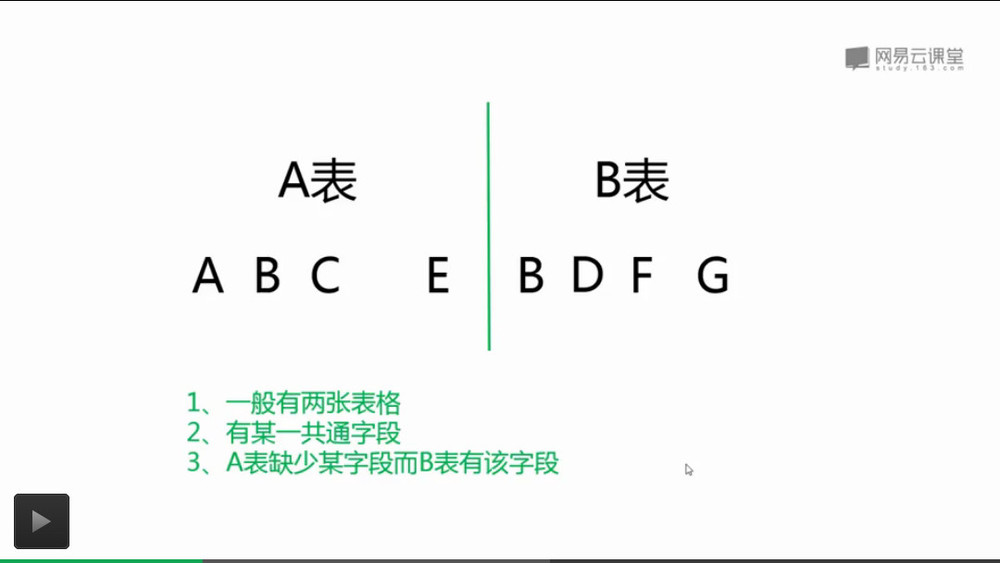 网易云课堂
study.163.com
A表 B表
A B C E B D F G
1、一般有两张表格
2、有某一共通字段
3、A表缺少某字段而B表有该字段